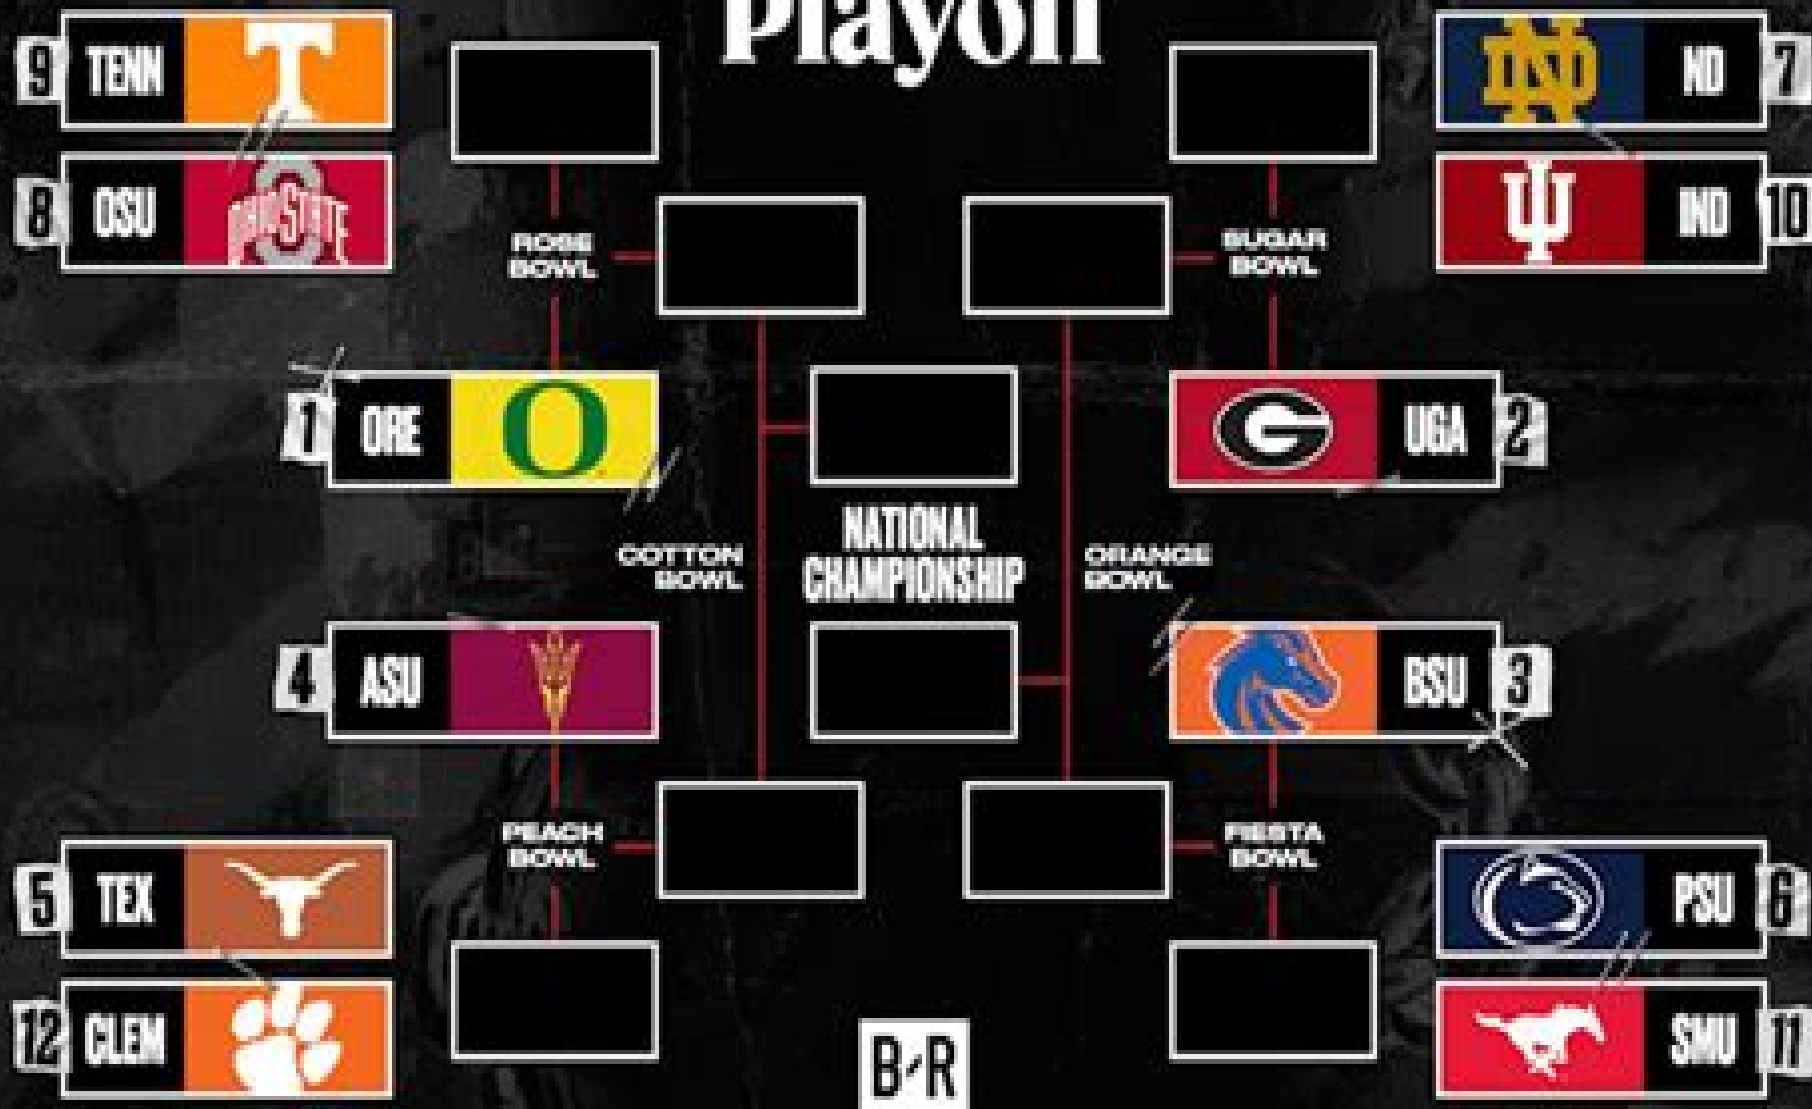 Playoff
9 TENN T
8 OSU OHIO STATE
ND 7
IND 10
ROSE
BOWL
SUGAR
BOWL
1 ORE O
G UGA 2
COTTON
BOWL
NATIONAL
CHAMPIONSHIP
ORANGE
BOWL
4 ASU
BSU 3
PEACH
BOWL
FIESTA
BOWL
5 TEX
12 CLEM
PSU 6
SMU 11
B/R